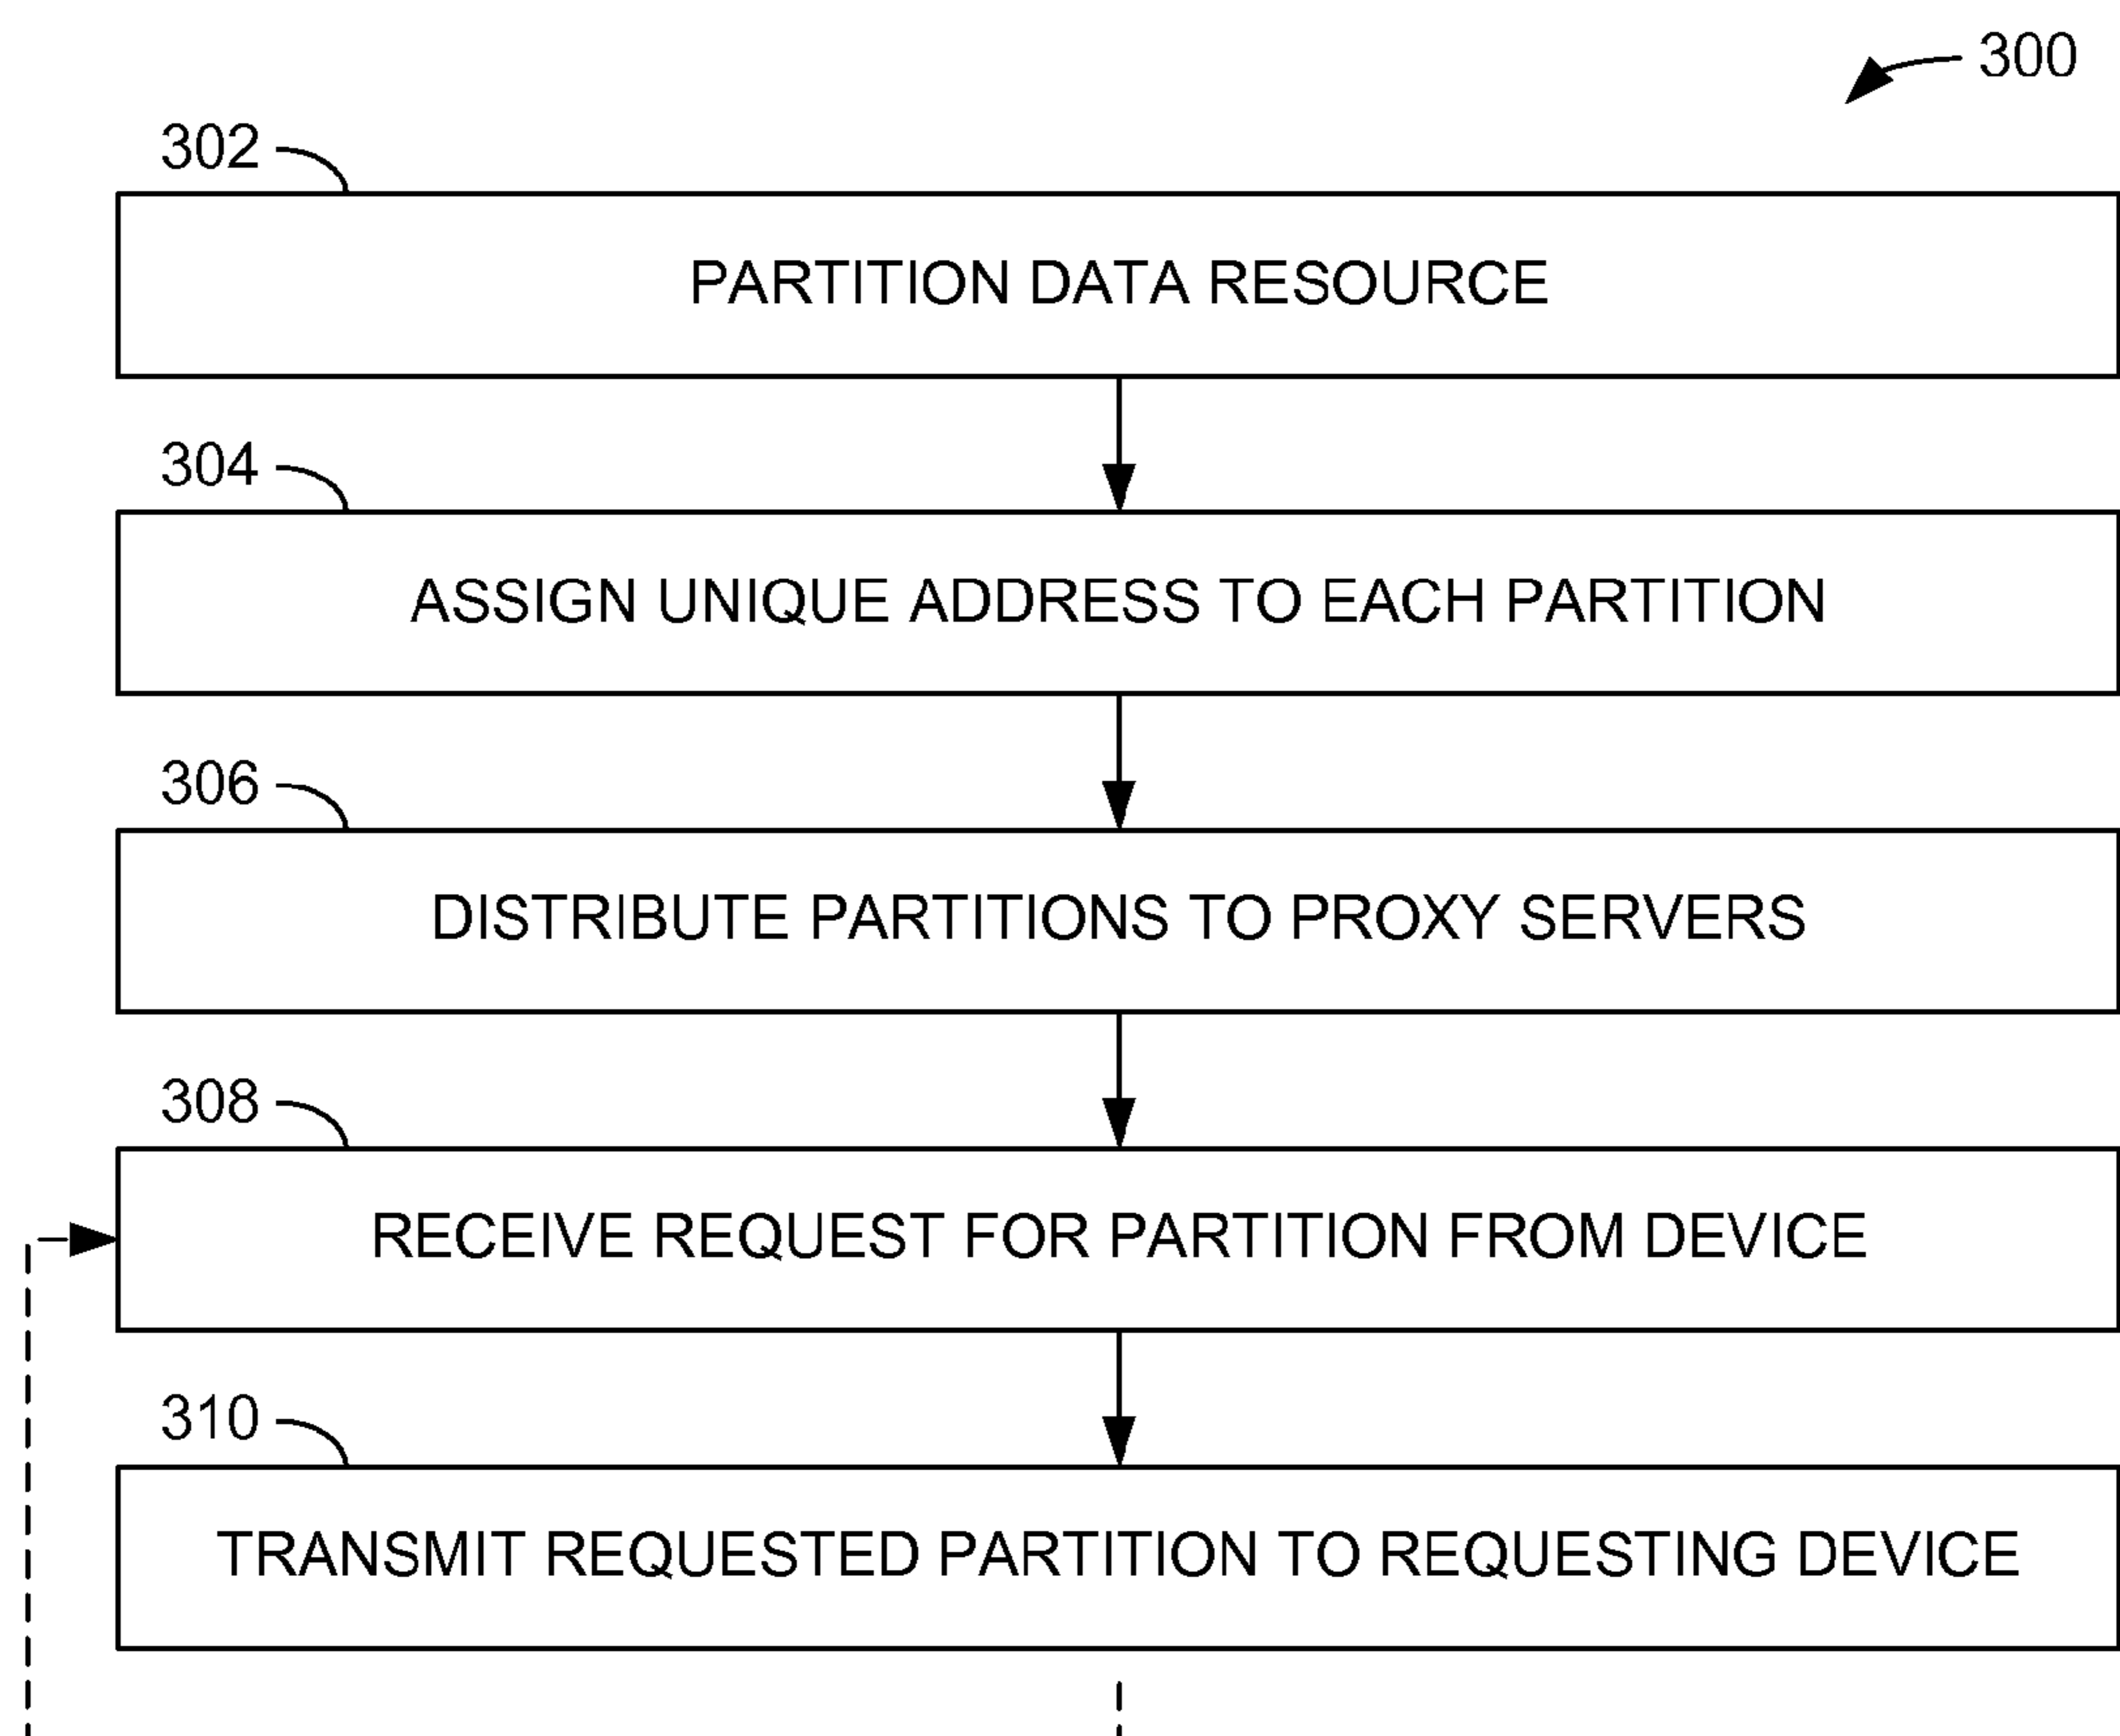 300
302
PARTITION DATA RESOURCE
304
ASSIGN UNIQUE ADDRESS TO EACH PARTITION
306
DISTRIBUTE PARTITIONS TO PROXY SERVERS
308
RECEIVE REQUEST FOR PARTITION FROM DEVICE
310
TRANSMIT REQUESTED PARTITION TO REQUESTING DEVICE